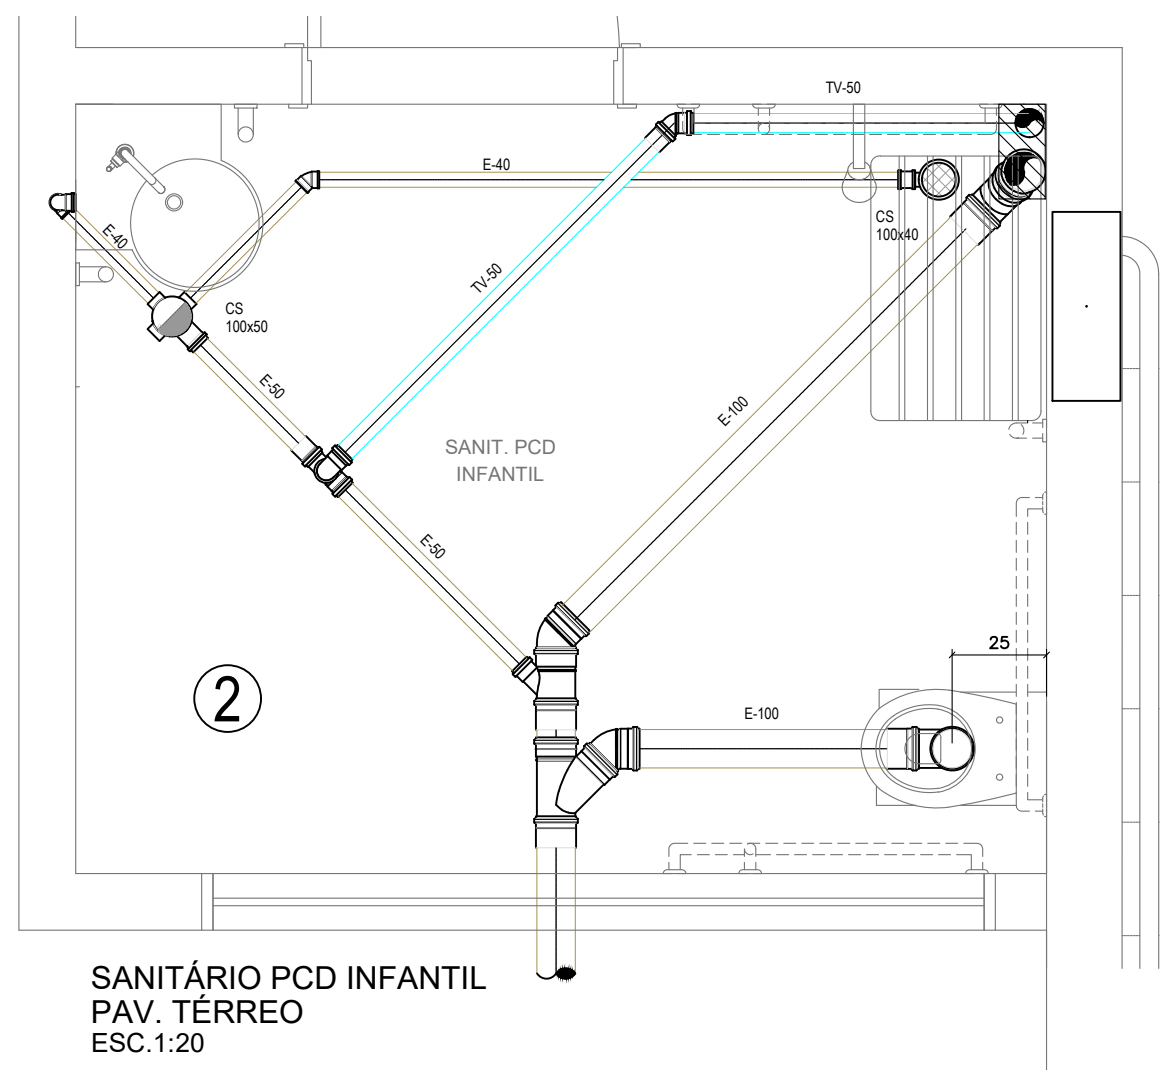 TV-50
E-40
E-40
CS
100x40
TV-50
CS
100x50
E-50
E-100
SANIT. PCD
INFANTIL
E-50
25
2
E-100
SANITÁRIO PCD INFANTIL
PAV. TÉRREO
ESC.1:20